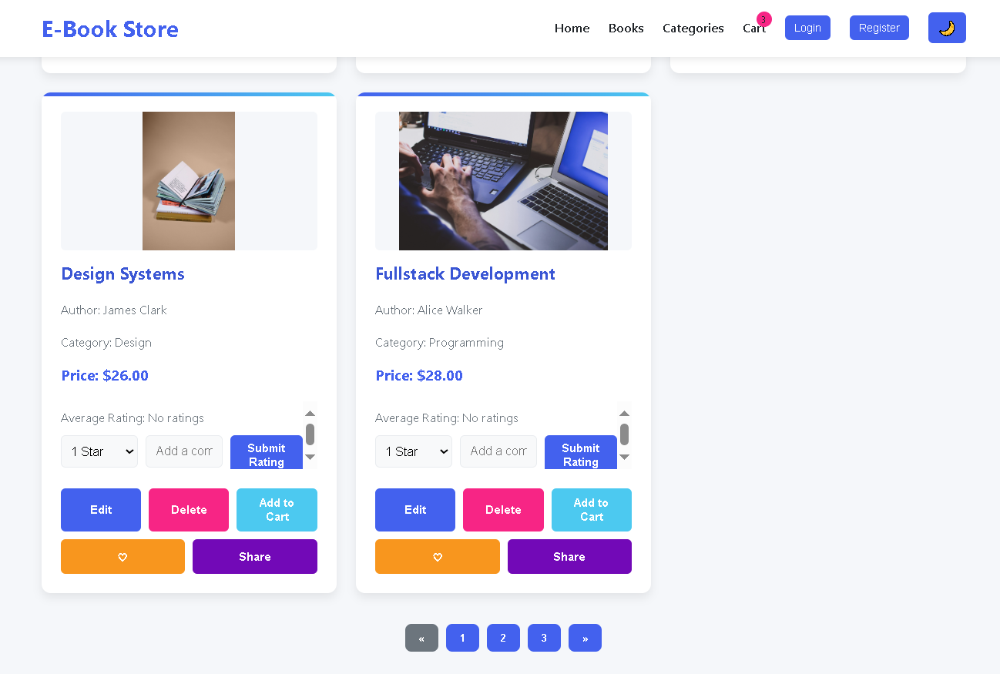 E-Book Store
Home Books Categories Cart 3 Login Register
Design Systems
Author: James Clark
Category: Design
Price: $26.00
Average Rating: No ratings
1 Star Add a com Submit
Rating
Edit Delete Add to
Cart
♡ Share
Fullstack Development
Author: Alice Walker
Category: Programming
Price: $28.00
Average Rating: No ratings
1 Star Add a com Submit
Rating
Edit Delete Add to
Cart
♡ Share
« 1 2 3 »